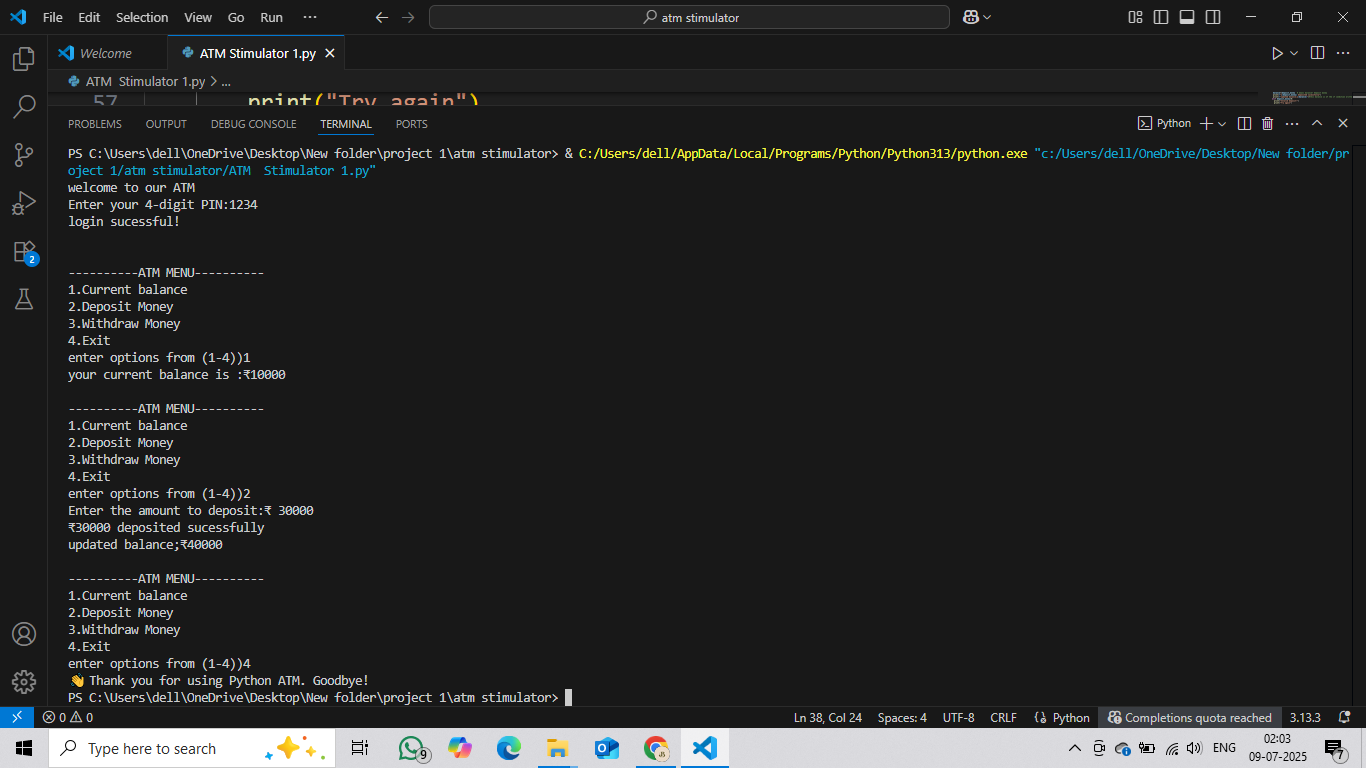 File Edit Selection View Go Run ··· atm stimulator
Welcome ATM Stimulator 1.py
ATM Stimulator 1.py > ...
57 print("Try again")
PROBLEMS OUTPUT DEBUG CONSOLE TERMINAL PORTS Python
PS C:\Users\dell\OneDrive\Desktop\New folder\project 1\atm stimulator> & C:/Users/dell/AppData/Local/Programs/Python/Python313/python.exe "c:/Users/dell/OneDrive/Desktop/New folder/pr
oject 1/atm stimulator/ATM  Stimulator 1.py"
welcome to our ATM
Enter your 4-digit PIN:1234
login sucessful!
----------ATM MENU----------
1.Current balance
2.Deposit Money
3.Withdraw Money
4.Exit
enter options from (1-4))1
your current balance is :₹10000
----------ATM MENU----------
1.Current balance
2.Deposit Money
3.Withdraw Money
4.Exit
enter options from (1-4))2
Enter the amount to deposit:₹ 30000
₹30000 deposited sucessfully
updated balance;₹40000
----------ATM MENU----------
1.Current balance
2.Deposit Money
3.Withdraw Money
4.Exit
enter options from (1-4))4
👋 Thank you for using Python ATM. Goodbye!
PS C:\Users\dell\OneDrive\Desktop\New folder\project 1\atm stimulator>
2
0 0 Ln 38, Col 24 Spaces: 4 UTF-8 CRLF Python Completions quota reached 3.13.3
Type here to search 9 ENG 02:03
09-07-2025 7